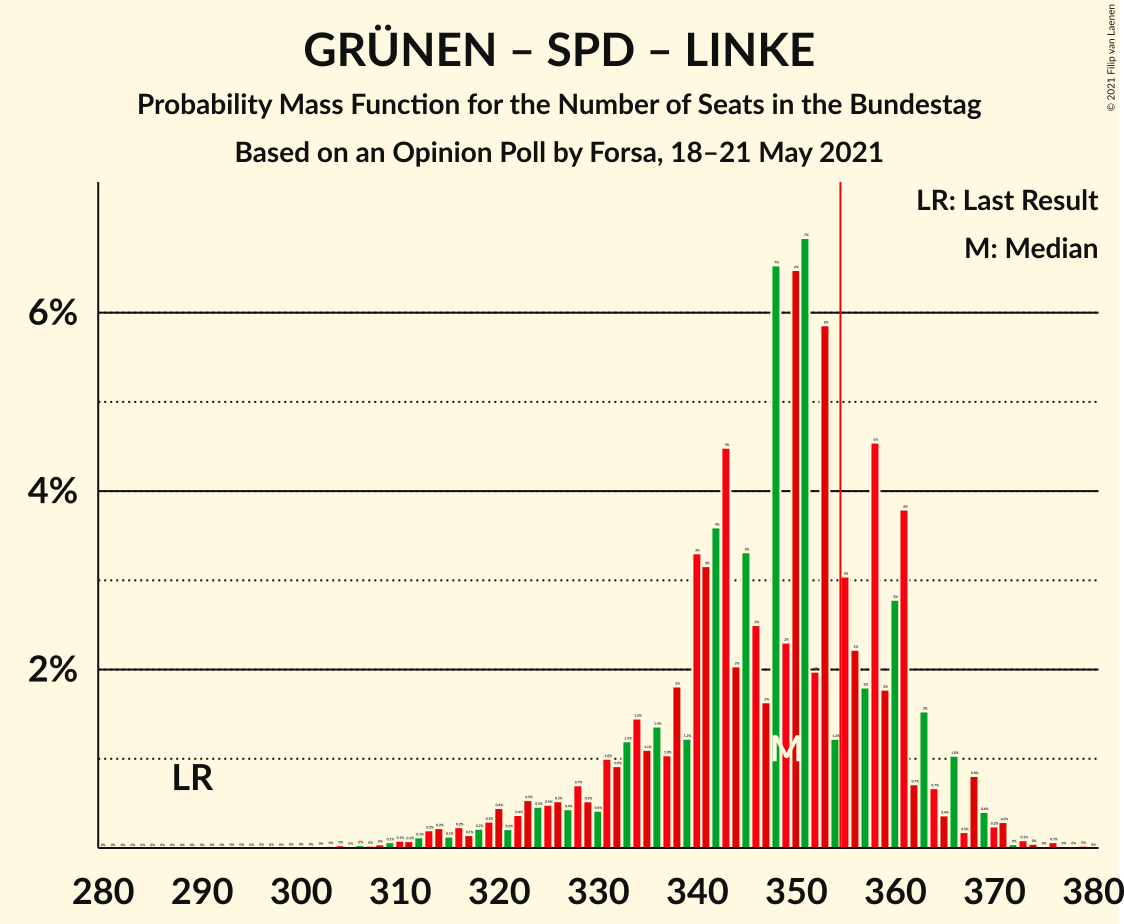 GRÜNEN – SPD – LINKE
Probability Mass Function for the Number of Seats in the Bundestag
Based on an Opinion Poll by Forsa, 18–21 May 2021
© 2021 Filip van Laenen
LR: Last Result
M: Median
6%
4%
2%
LR
M
280 290 300 310 320 330 340 350 360 370 380